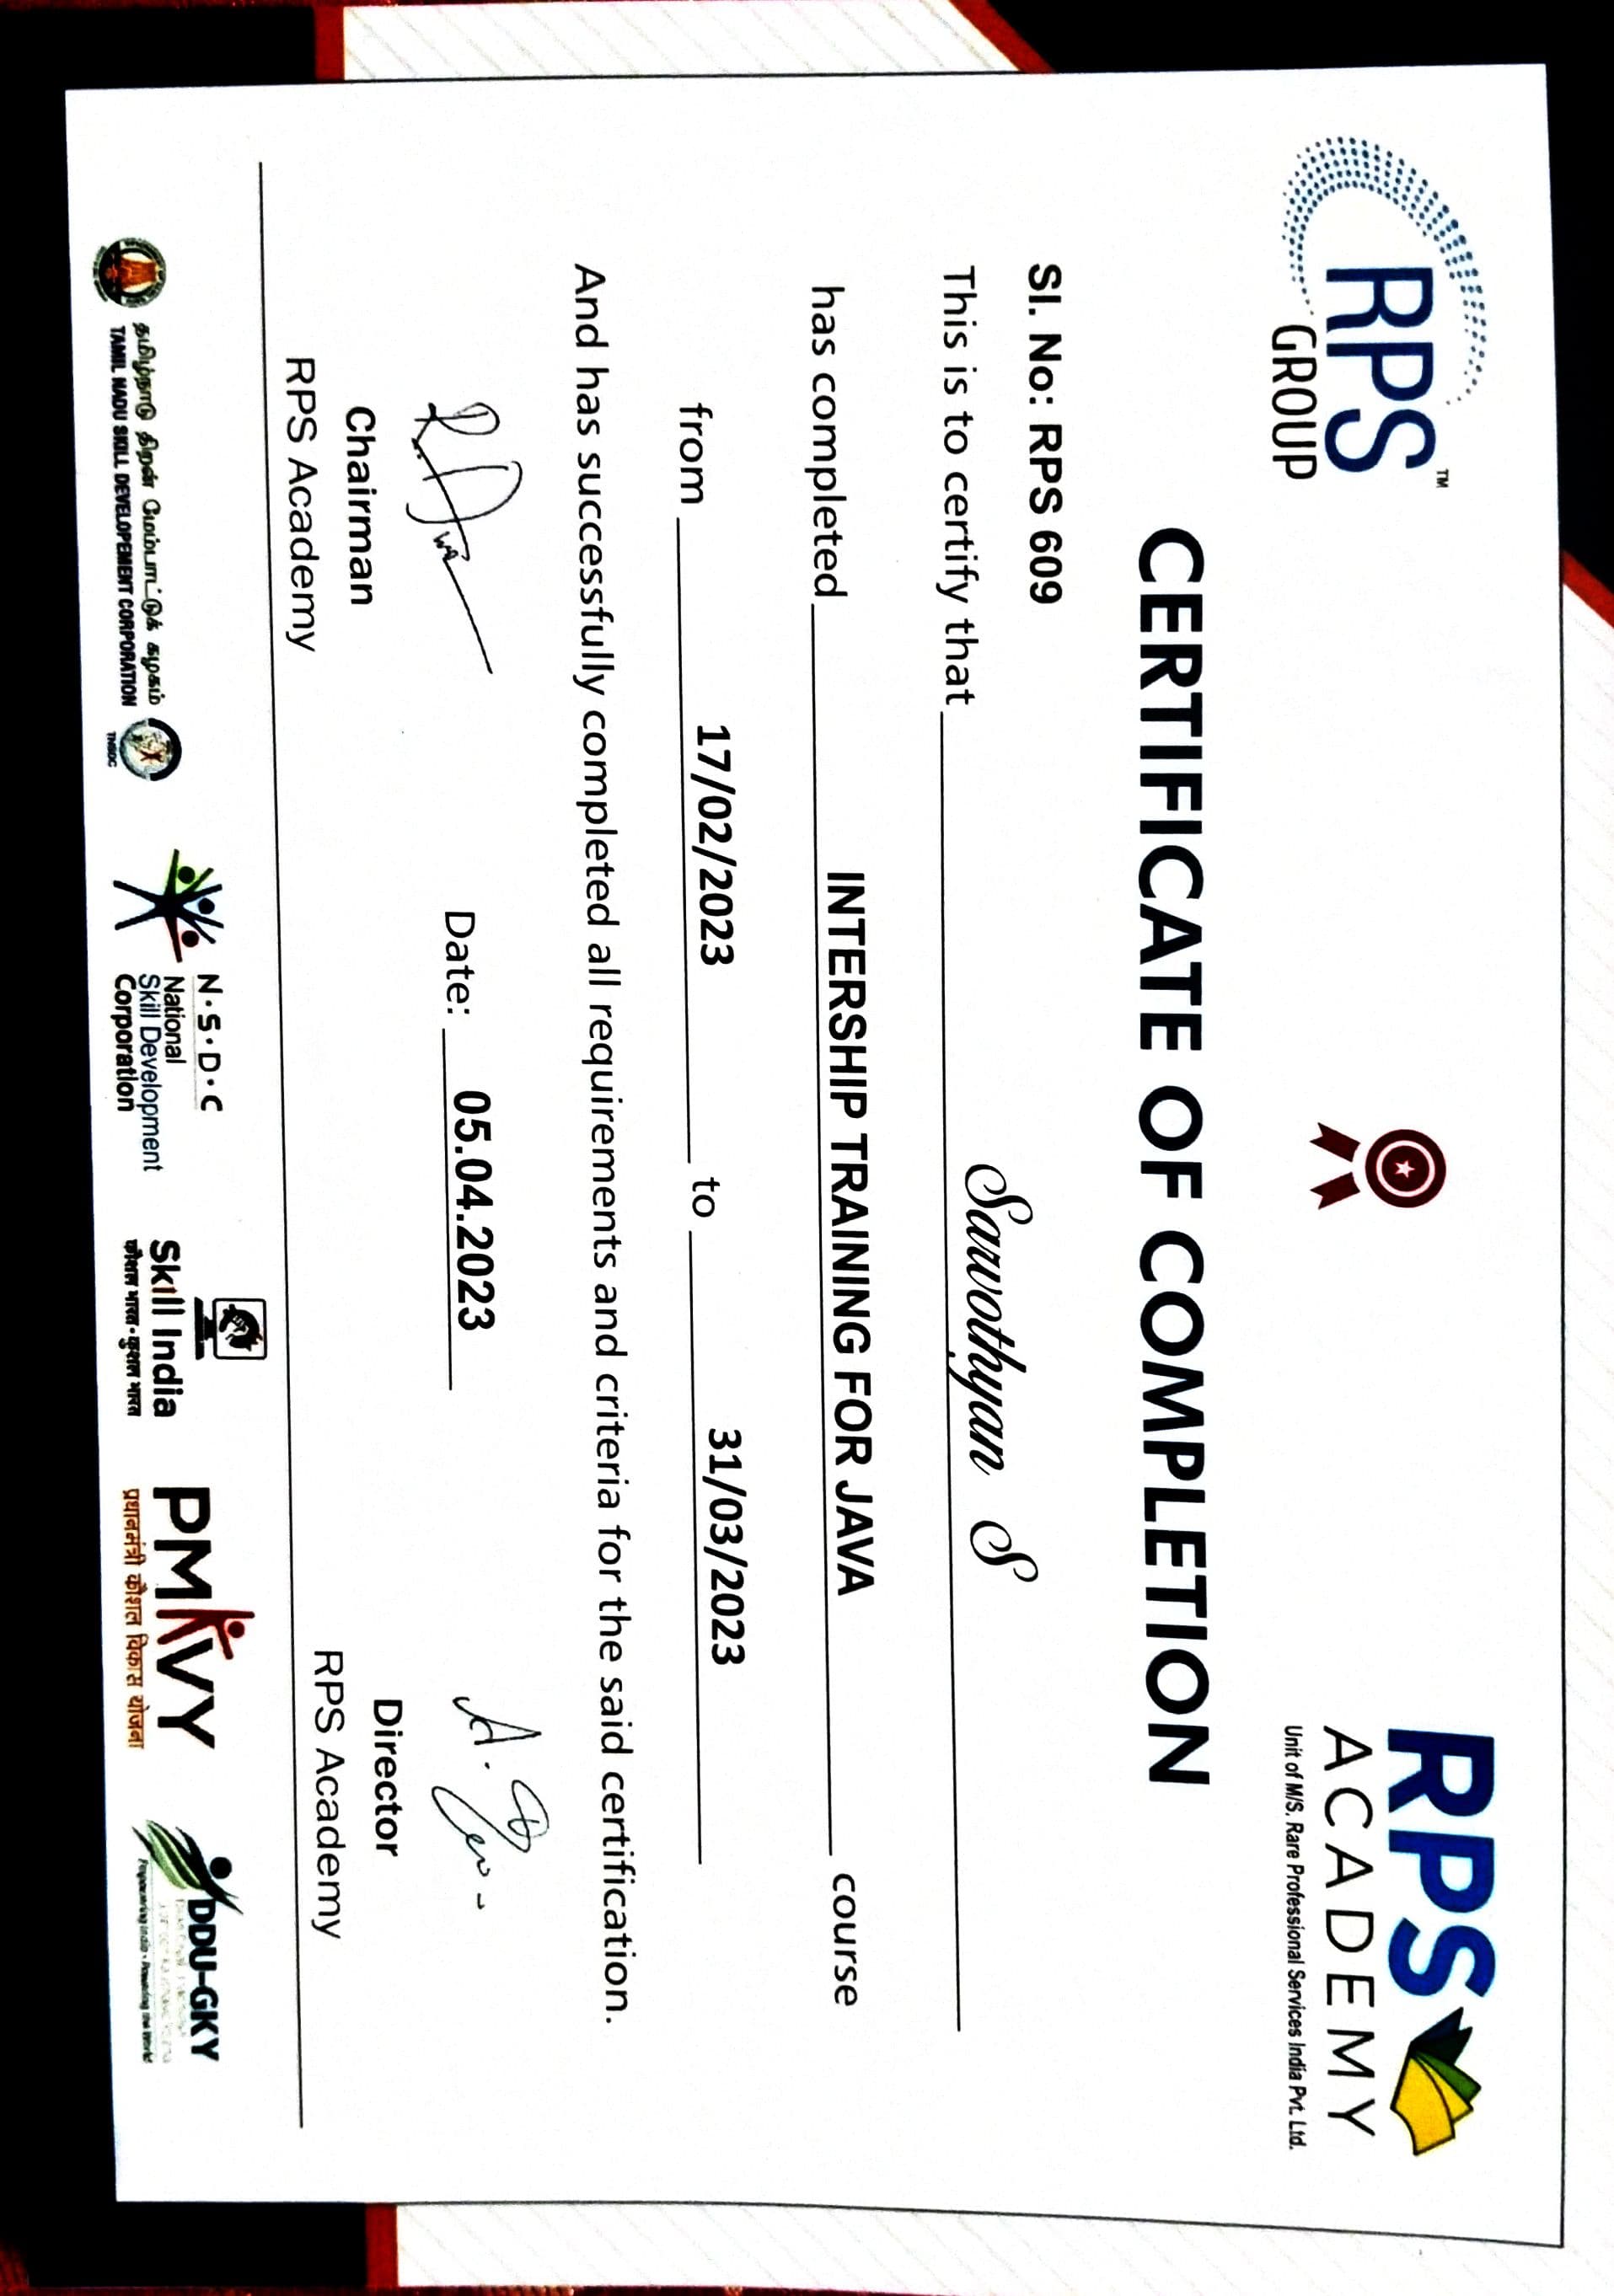 RPS™
GROUP
RPS
ACADEMY
Unit of M/S. Rare Professional Services India Pvt. Ltd.
CERTIFICATE OF COMPLETION
SI. No: RPS 609
This is to certify that Sarvothyan S
has completed INTERSHIP TRAINING FOR JAVA course
from 17/02/2023 to 31/03/2023
And has successfully completed all requirements and criteria for the said certification.
Date: 05.04.2023
Chairman
RPS Academy
Director
RPS Academy
தமிழ்நாடு திறன் மேம்பாட்டுக் கழகம்
TAMIL NADU SKILL DEVELOPEMENT CORPORATION
TNSDC
N·S·D·C
National
Skill Development
Corporation
Skill India
कौशल भारत - कुशल भारत
PMKVY
प्रधानमंत्री कौशल विकास योजना
DDU-GKY